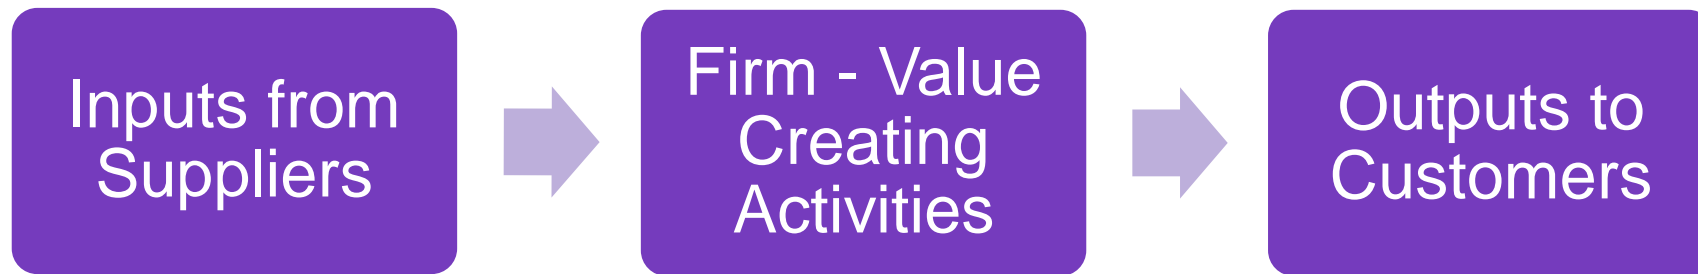 Inputs from
Suppliers
Firm - Value
Creating
Activities
Outputs to
Customers